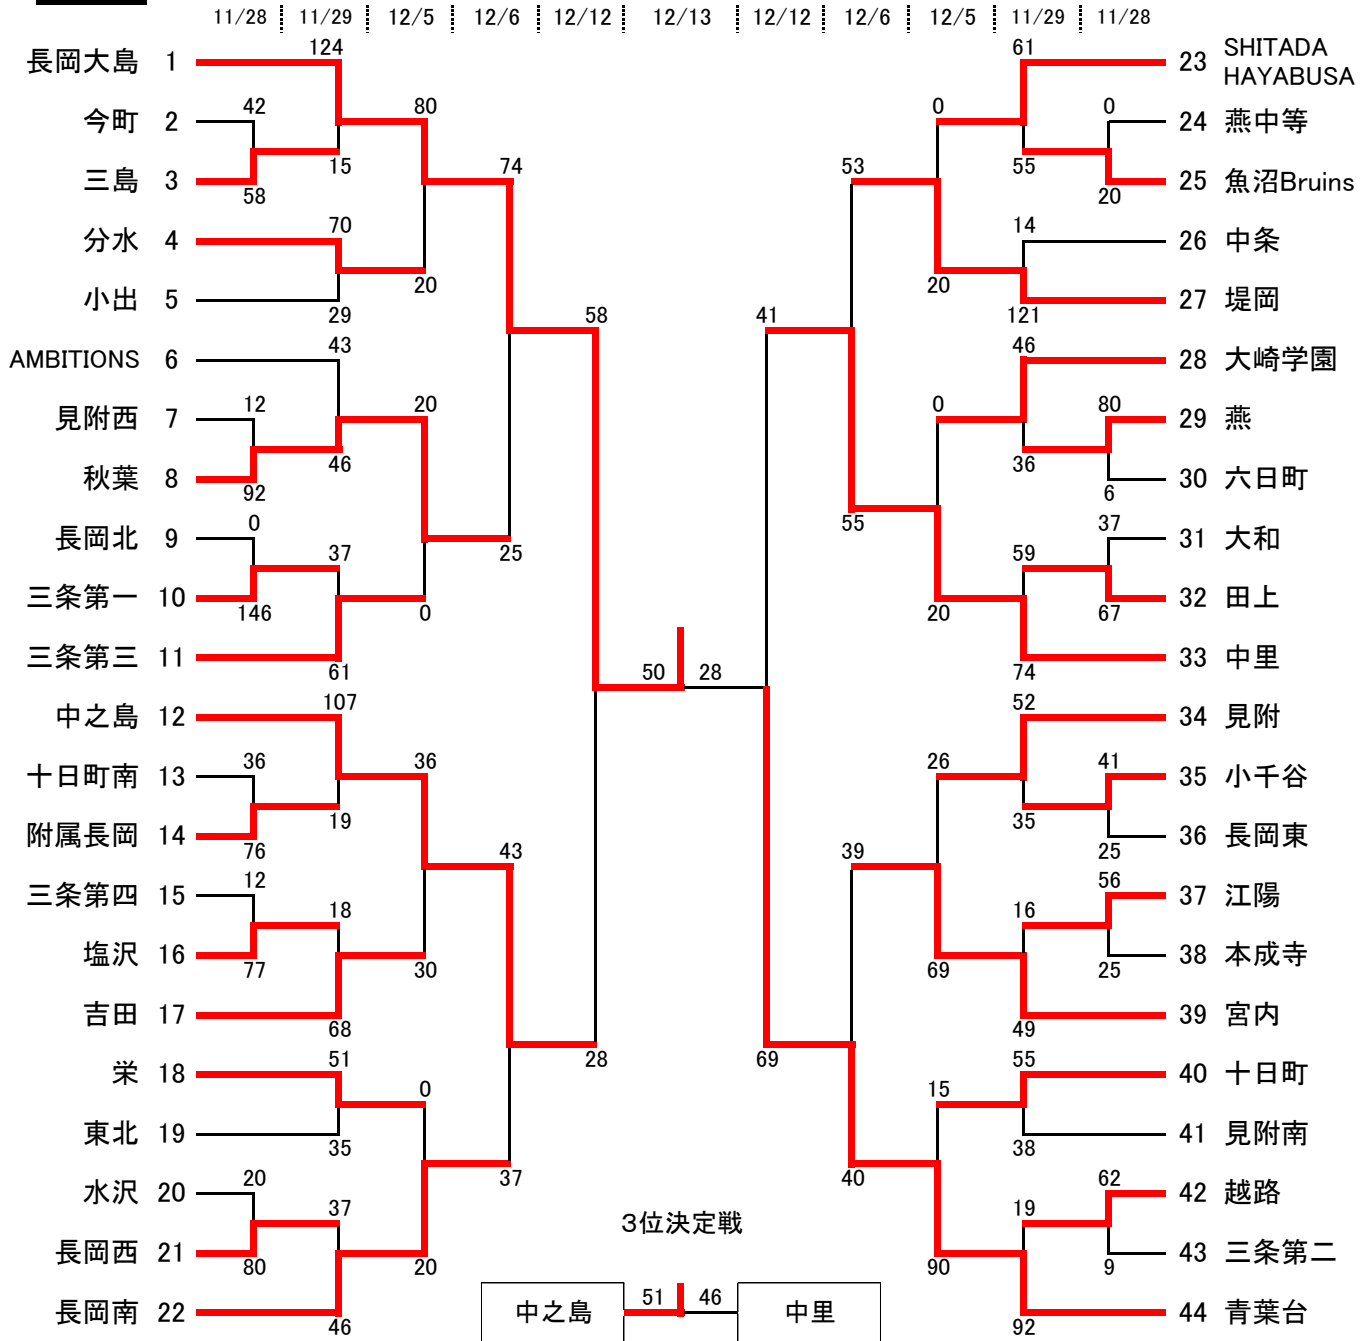 11/28 11/29 12/5 12/6 12/12 12/13 12/12 12/6 12/5 11/29 11/28
124 61
長岡大島 1 23 SHITADA
HAYABUSA
42 80 0 0
今町 2 24 燕中等
15 74 53 55
三島 3 25 魚沼Bruins
58 20
70 14
分水 4 26 中条
20 20
小出 5 27 堤岡
29 58 41 121
43 46
AMBITIONS 6 28 大崎学園
12 20 0 80
見附西 7 29 燕
46 36
秋葉 8 30 六日町
92 6
0 55 37
長岡北 9 31 大和
37 25 59
三条第一 10 32 田上
146 0 20 67
三条第三 11 33 中里
61 50 28 74
107 52
中之島 12 34 見附
36 36 26 41
十日町南 13 35 小千谷
19 35
附属長岡 14 36 長岡東
76 43 39 25
12 56
三条第四 15 37 江陽
18 16
塩沢 16 38 本成寺
77 30 69 25
吉田 17 39 宮内
68 49
51 28 69 55
栄 18 40 十日町
0 15
東北 19 41 見附南
35 38
20 37 40 62
水沢 20 42 越路
37 19
3位決定戦
長岡西 21 43 三条第二
80 20 90 9
中之島 51 46 中里
長岡南 22 44 青葉台
46 92